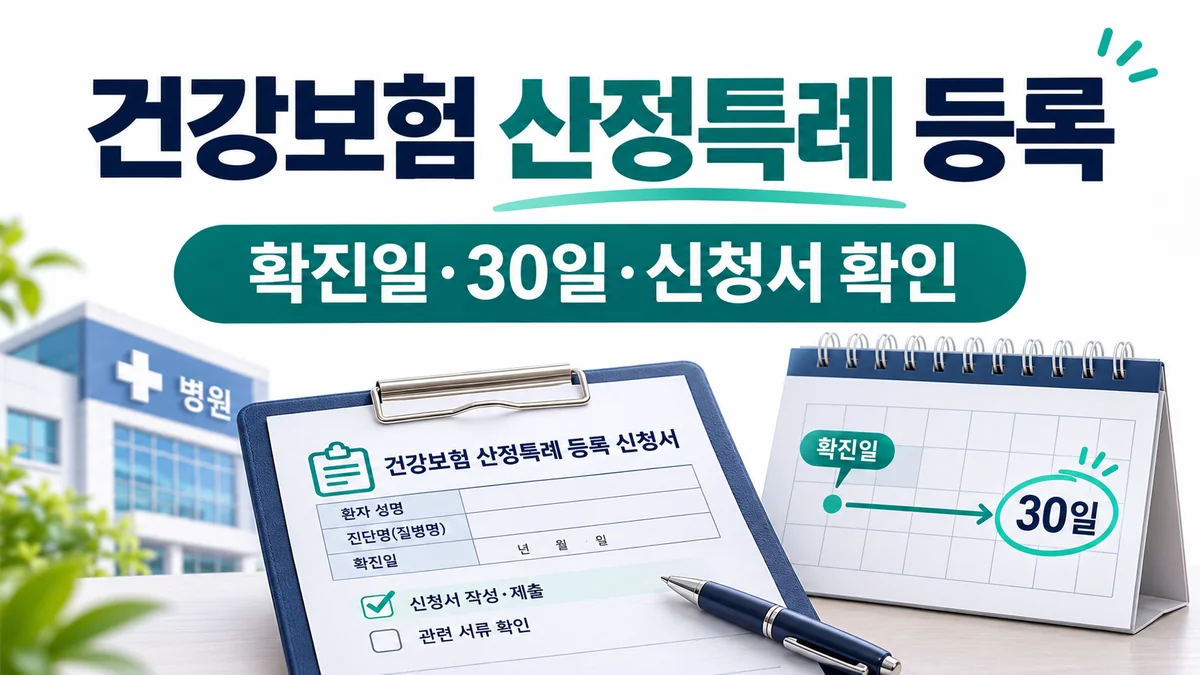 건강보험 산정특례 등록
확진일·30일·신청서 확인
병원
건강보험 산정특례 등록 신청서
환자 성명
진단명(질병명)
확진일
년 월 일
신청서 작성·제출
관련 서류 확인
확진일
30일